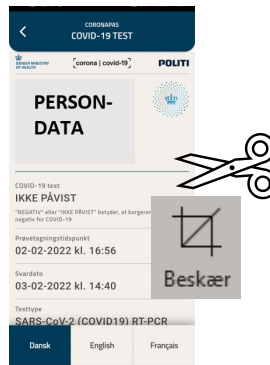 CORONAPAS
COVID-19 TEST
DANISH MINISTRY
OF HEALTH
[corona | covid-19]
POLITI
PERSON-
DATA
COVID-19 test
IKKE PÅVIST
"NEGATIV" eller "IKKE PÅVIST" betyder, at borgeren
negativ for COVID-19
Prøvetagningstidspunkt
02-02-2022 kl. 16:56
Svardato
03-02-2022 kl. 14:40
Beskær
Testtype
SARS-CoV-2 (COVID19) RT-PCR
Dansk
English
Français